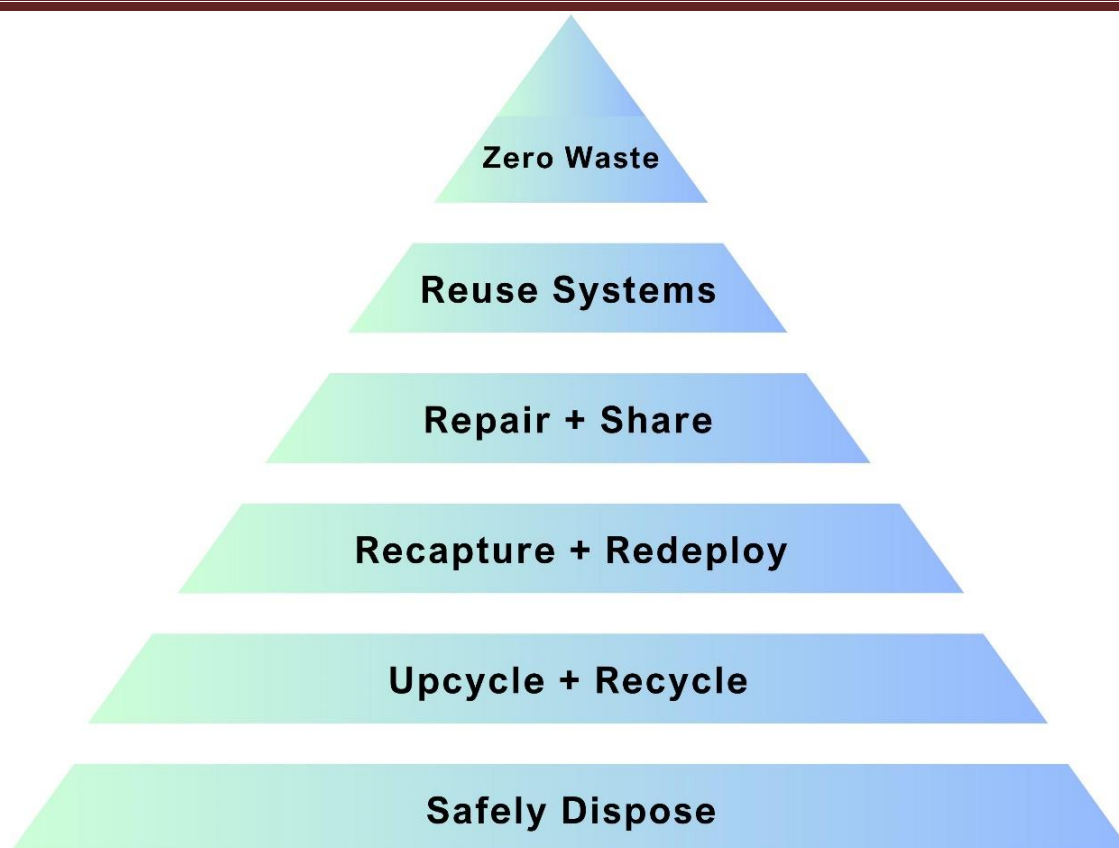 Zero Waste
Reuse Systems
Repair + Share
Recapture + Redeploy
Upcycle + Recycle
Safely Dispose